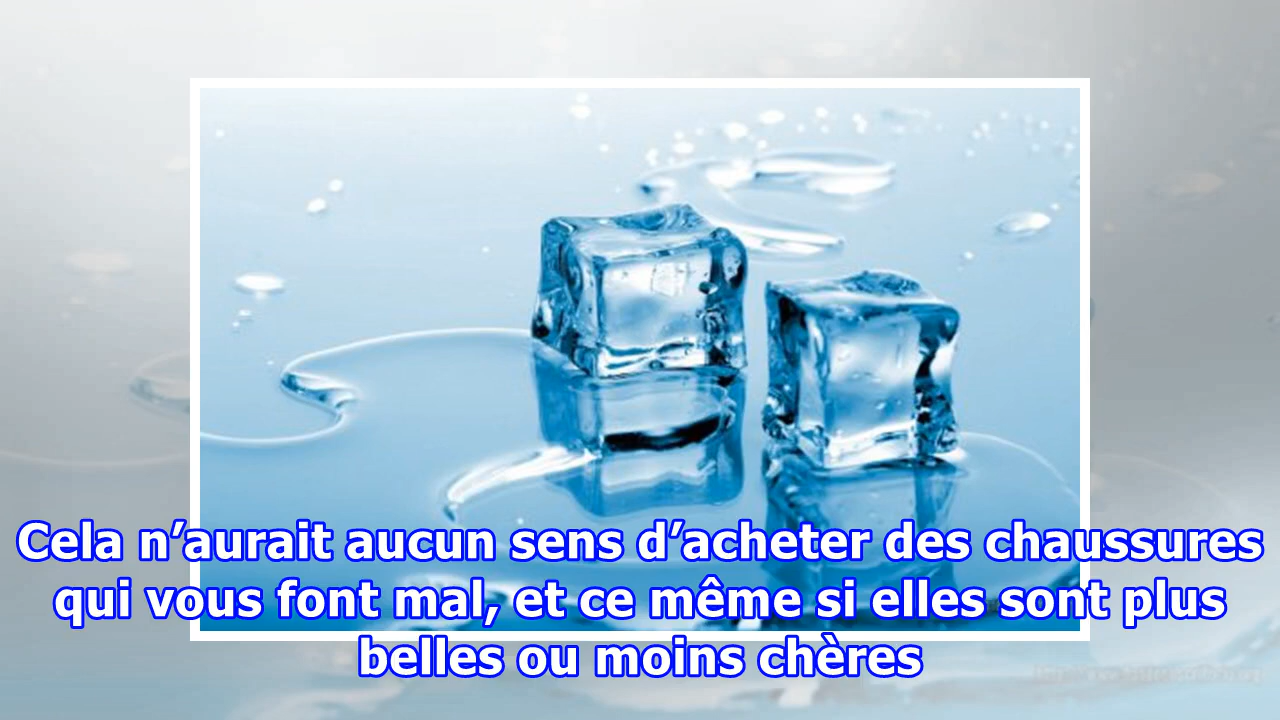 Cela n’aurait aucun sens d’acheter des chaussures
qui vous font mal, et ce même si elles sont plus
belles ou moins chères